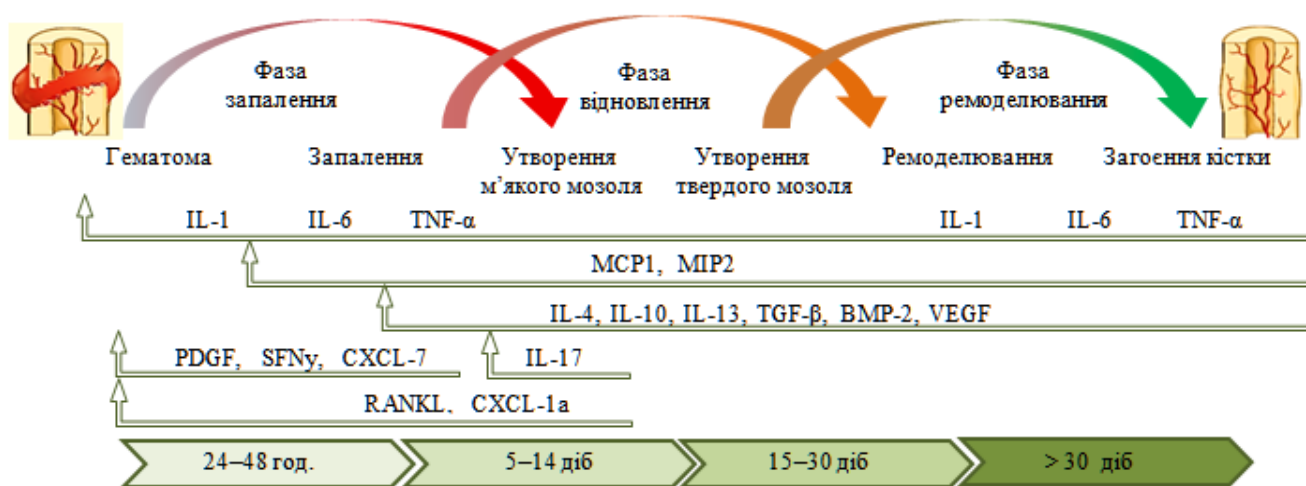 Фаза
запалення
Фаза
відновлення
Фаза
ремоделювання
Гематома
Запалення
Утворення
м’якого мозоля
Утворення
твердого мозоля
Ремоделювання
Загоєння кістки
IL-1 IL-6 TNF-α IL-1 IL-6 TNF-α
MCP1, MIP2
IL-4, IL-10, IL-13, TGF-β, BMP-2, VEGF
PDGF, SFNy, CXCL-7
IL-17
RANKL, CXCL-1a
24–48 год.
5–14 діб
15–30 діб
> 30 діб